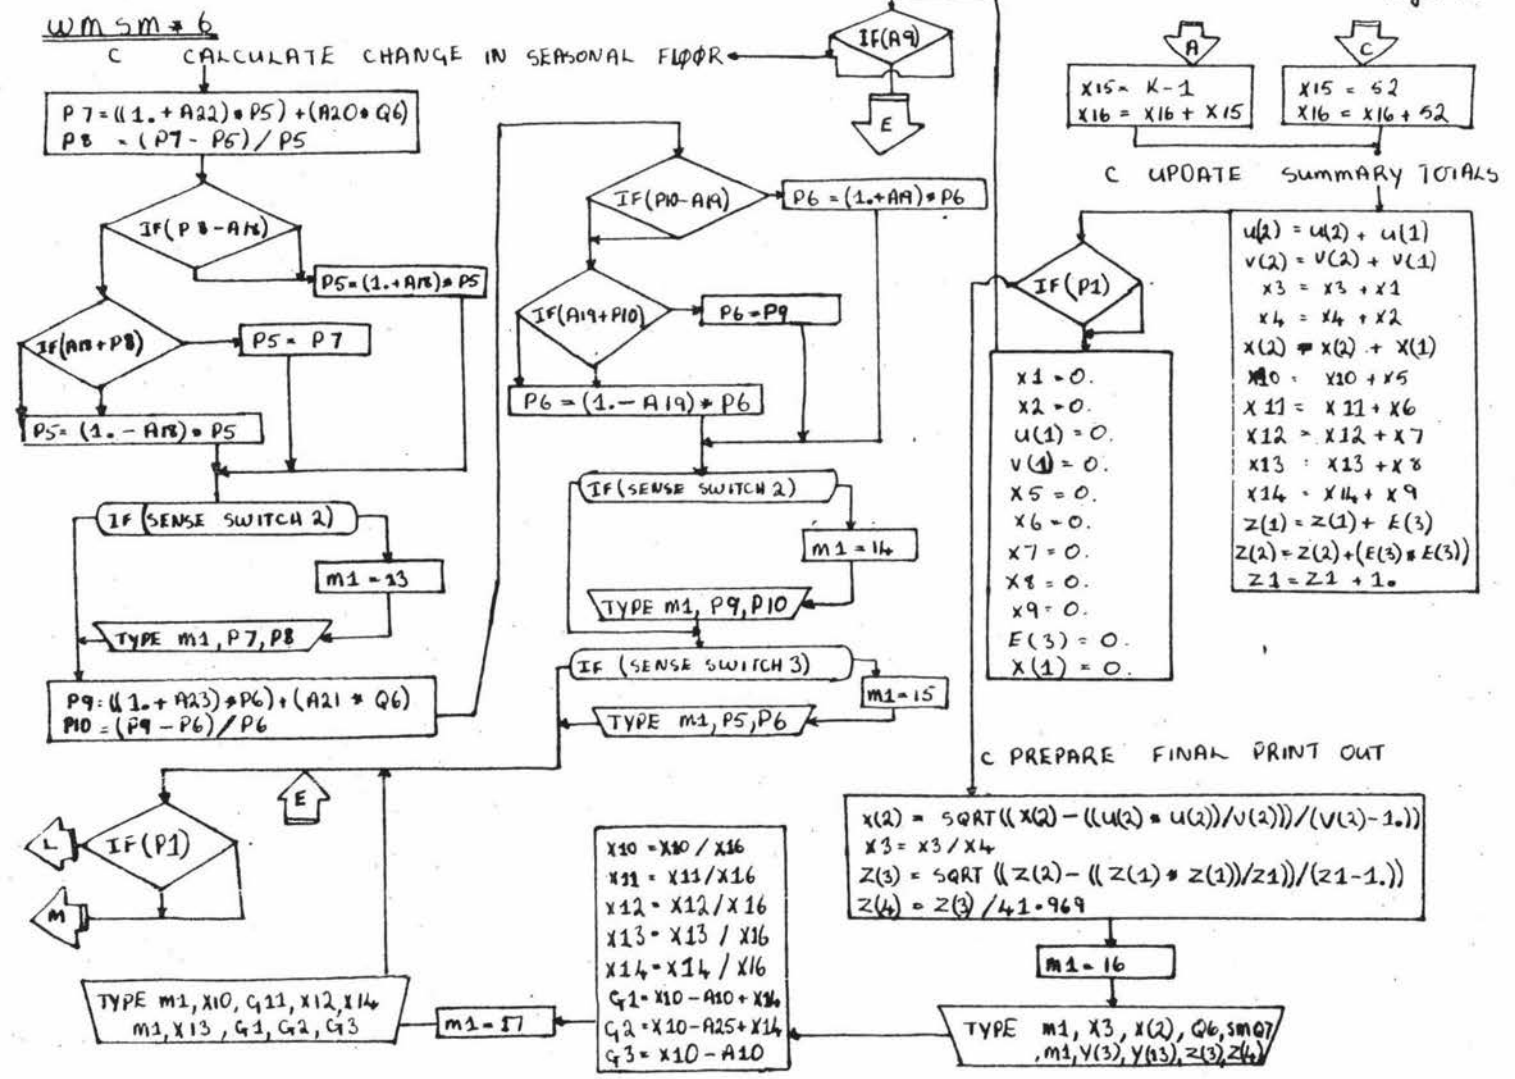 WMSM*6
C CALCULATE CHANGE IN SEASONAL FLOOR
P7=((1.+A22)*P5)+(A20*Q6)
P8 =(P7-P5)/P5
IF(P8-A18)
P5=(1.+A18)*P5
IF(A18+P8)
P5= P7
P5=(1.-A18)*P5
IF(SENSE SWITCH 2)
M1=13
TYPE M1,P7,P8
P9=((1.+A23)*P6)+(A21*Q6)
P10=(P9-P6)/P6
E
IF(P1)
L
M
TYPE M1,X10,G11,X12,X14
M1,X13,G1,G2,G3
M1=17
IF(A9)
E
IF(P10-A19)
P6=(1.+A19)*P6
IF(A19+P10)
P6=P9
P6=(1.-A19)*P6
IF(SENSE SWITCH 2)
M1=14
TYPE M1,P9,P10
IF (SENSE SWITCH 3)
M1=15
TYPE M1,P5,P6
X10=X10/X16
X11=X11/X16
X12=X12/X16
X13=X13/X16
X14=X14/X16
G1=X10-A10+X14
G2=X10-A25+X14
G3=X10-A10
A
C
X15=K-1
X16=X16+X15
X15=52
X16=X16+52
C UPDATE SUMMARY TOTALS
IF(P1)
U(2)=U(2)+U(1)
V(2)=V(2)+V(1)
X3=X3+X1
X4=X4+X2
X(2)=X(2)+X(1)
X10=X10+X5
X11=X11+X6
X12=X12+X7
X13=X13+X8
X14=X14+X9
Z(1)=Z(1)+E(3)
Z(2)=Z(2)+(E(3)*E(3))
Z1=Z1+1.
X1=0.
X2=0.
U(1)=0.
V(1)=0.
X5=0.
X6=0.
X7=0.
X8=0.
X9=0.
E(3)=0.
X(1)=0.
C PREPARE FINAL PRINT OUT
X(2)=SQRT((X(2)-((U(2)*U(2))/V(2)))/(V(2)-1.))
X3=X3/X4
Z(3)=SQRT((Z(2)-((Z(1)*Z(1))/Z1))/(Z1-1.))
Z(4)=Z(3)/41.969
M1=16
TYPE M1,X3,X(2),Q6,SMQ7
,M1,Y(3),Y(13),Z(3),Z(4)